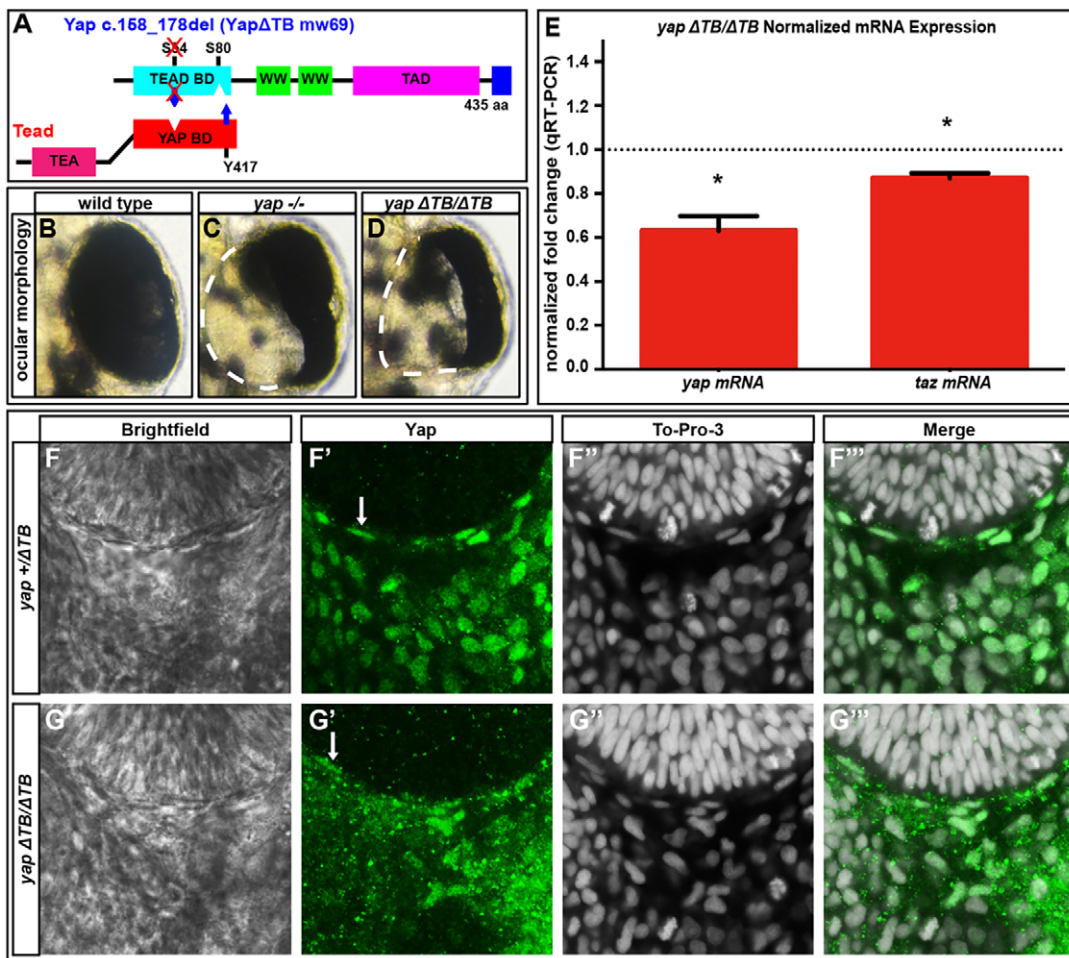 A
Yap c.158_178del (YapΔTB mw69)
S54 S80
TEAD BD WW WW TAD
435 aa
Tead
YAP BD
TEA
Y417
wild type yap -/- yap ΔTB/ΔTB
ocular morphology
B C D
E
yap ΔTB/ΔTB Normalized mRNA Expression
normalized fold change (qRT-PCR)
1.4
1.2
1.0
0.8
0.6
0.4
0.2
0.0
* *
yap mRNA taz mRNA
Brightfield Yap To-Pro-3 Merge
yap +/ΔTB
F F' F'' F'''
yap ΔTB/ΔTB
G G' G'' G'''